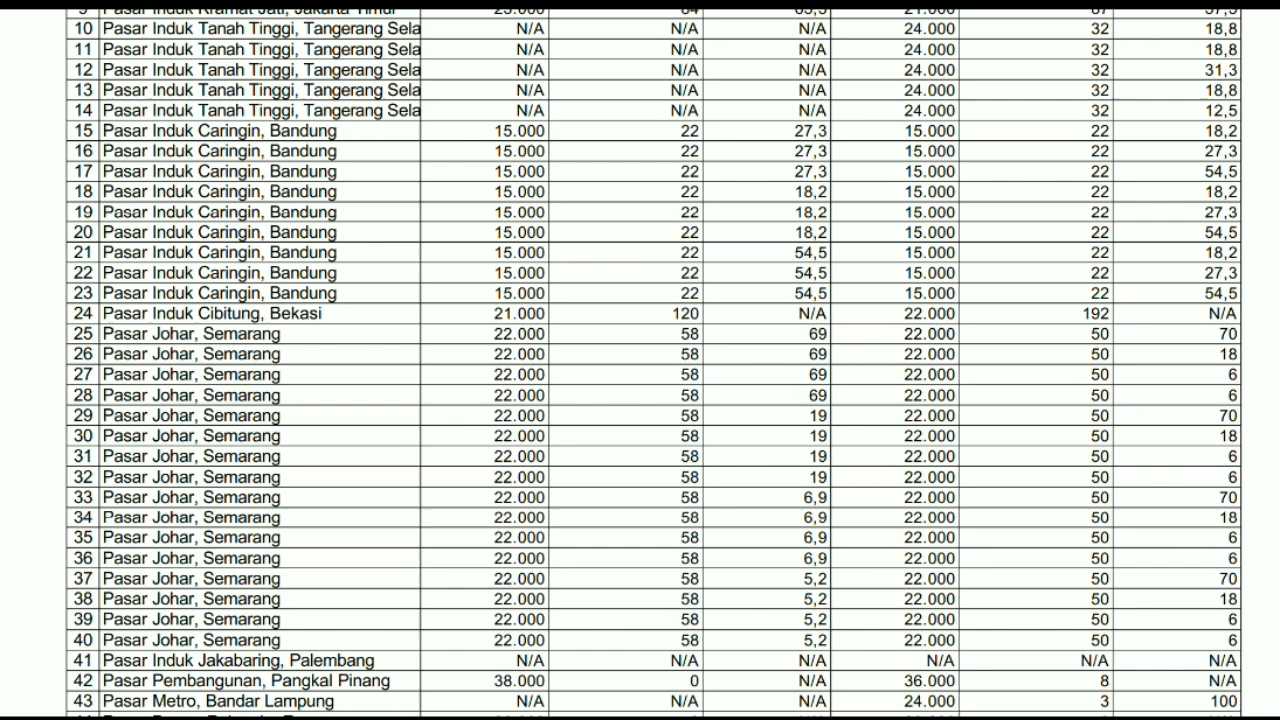 9 Pasar Induk Kramat Jati, Jakarta Timur 23.000 84 63,5 21.000 87 37,5
10 Pasar Induk Tanah Tinggi, Tangerang Sela N/A N/A N/A 24.000 32 18,8
11 Pasar Induk Tanah Tinggi, Tangerang Sela N/A N/A N/A 24.000 32 18,8
12 Pasar Induk Tanah Tinggi, Tangerang Sela N/A N/A N/A 24.000 32 31,3
13 Pasar Induk Tanah Tinggi, Tangerang Sela N/A N/A N/A 24.000 32 18,8
14 Pasar Induk Tanah Tinggi, Tangerang Sela N/A N/A N/A 24.000 32 12,5
15 Pasar Induk Caringin, Bandung 15.000 22 27,3 15.000 22 18,2
16 Pasar Induk Caringin, Bandung 15.000 22 27,3 15.000 22 27,3
17 Pasar Induk Caringin, Bandung 15.000 22 27,3 15.000 22 54,5
18 Pasar Induk Caringin, Bandung 15.000 22 18,2 15.000 22 18,2
19 Pasar Induk Caringin, Bandung 15.000 22 18,2 15.000 22 27,3
20 Pasar Induk Caringin, Bandung 15.000 22 18,2 15.000 22 54,5
21 Pasar Induk Caringin, Bandung 15.000 22 54,5 15.000 22 18,2
22 Pasar Induk Caringin, Bandung 15.000 22 54,5 15.000 22 27,3
23 Pasar Induk Caringin, Bandung 15.000 22 54,5 15.000 22 54,5
24 Pasar Induk Cibitung, Bekasi 21.000 120 N/A 22.000 192 N/A
25 Pasar Johar, Semarang 22.000 58 69 22.000 50 70
26 Pasar Johar, Semarang 22.000 58 69 22.000 50 18
27 Pasar Johar, Semarang 22.000 58 69 22.000 50 6
28 Pasar Johar, Semarang 22.000 58 69 22.000 50 6
29 Pasar Johar, Semarang 22.000 58 19 22.000 50 70
30 Pasar Johar, Semarang 22.000 58 19 22.000 50 18
31 Pasar Johar, Semarang 22.000 58 19 22.000 50 6
32 Pasar Johar, Semarang 22.000 58 19 22.000 50 6
33 Pasar Johar, Semarang 22.000 58 6,9 22.000 50 70
34 Pasar Johar, Semarang 22.000 58 6,9 22.000 50 18
35 Pasar Johar, Semarang 22.000 58 6,9 22.000 50 6
36 Pasar Johar, Semarang 22.000 58 6,9 22.000 50 6
37 Pasar Johar, Semarang 22.000 58 5,2 22.000 50 70
38 Pasar Johar, Semarang 22.000 58 5,2 22.000 50 18
39 Pasar Johar, Semarang 22.000 58 5,2 22.000 50 6
40 Pasar Johar, Semarang 22.000 58 5,2 22.000 50 6
41 Pasar Induk Jakabaring, Palembang N/A N/A N/A N/A N/A N/A
42 Pasar Pembangunan, Pangkal Pinang 38.000 0 N/A 36.000 8 N/A
43 Pasar Metro, Bandar Lampung N/A N/A N/A 24.000 3 100